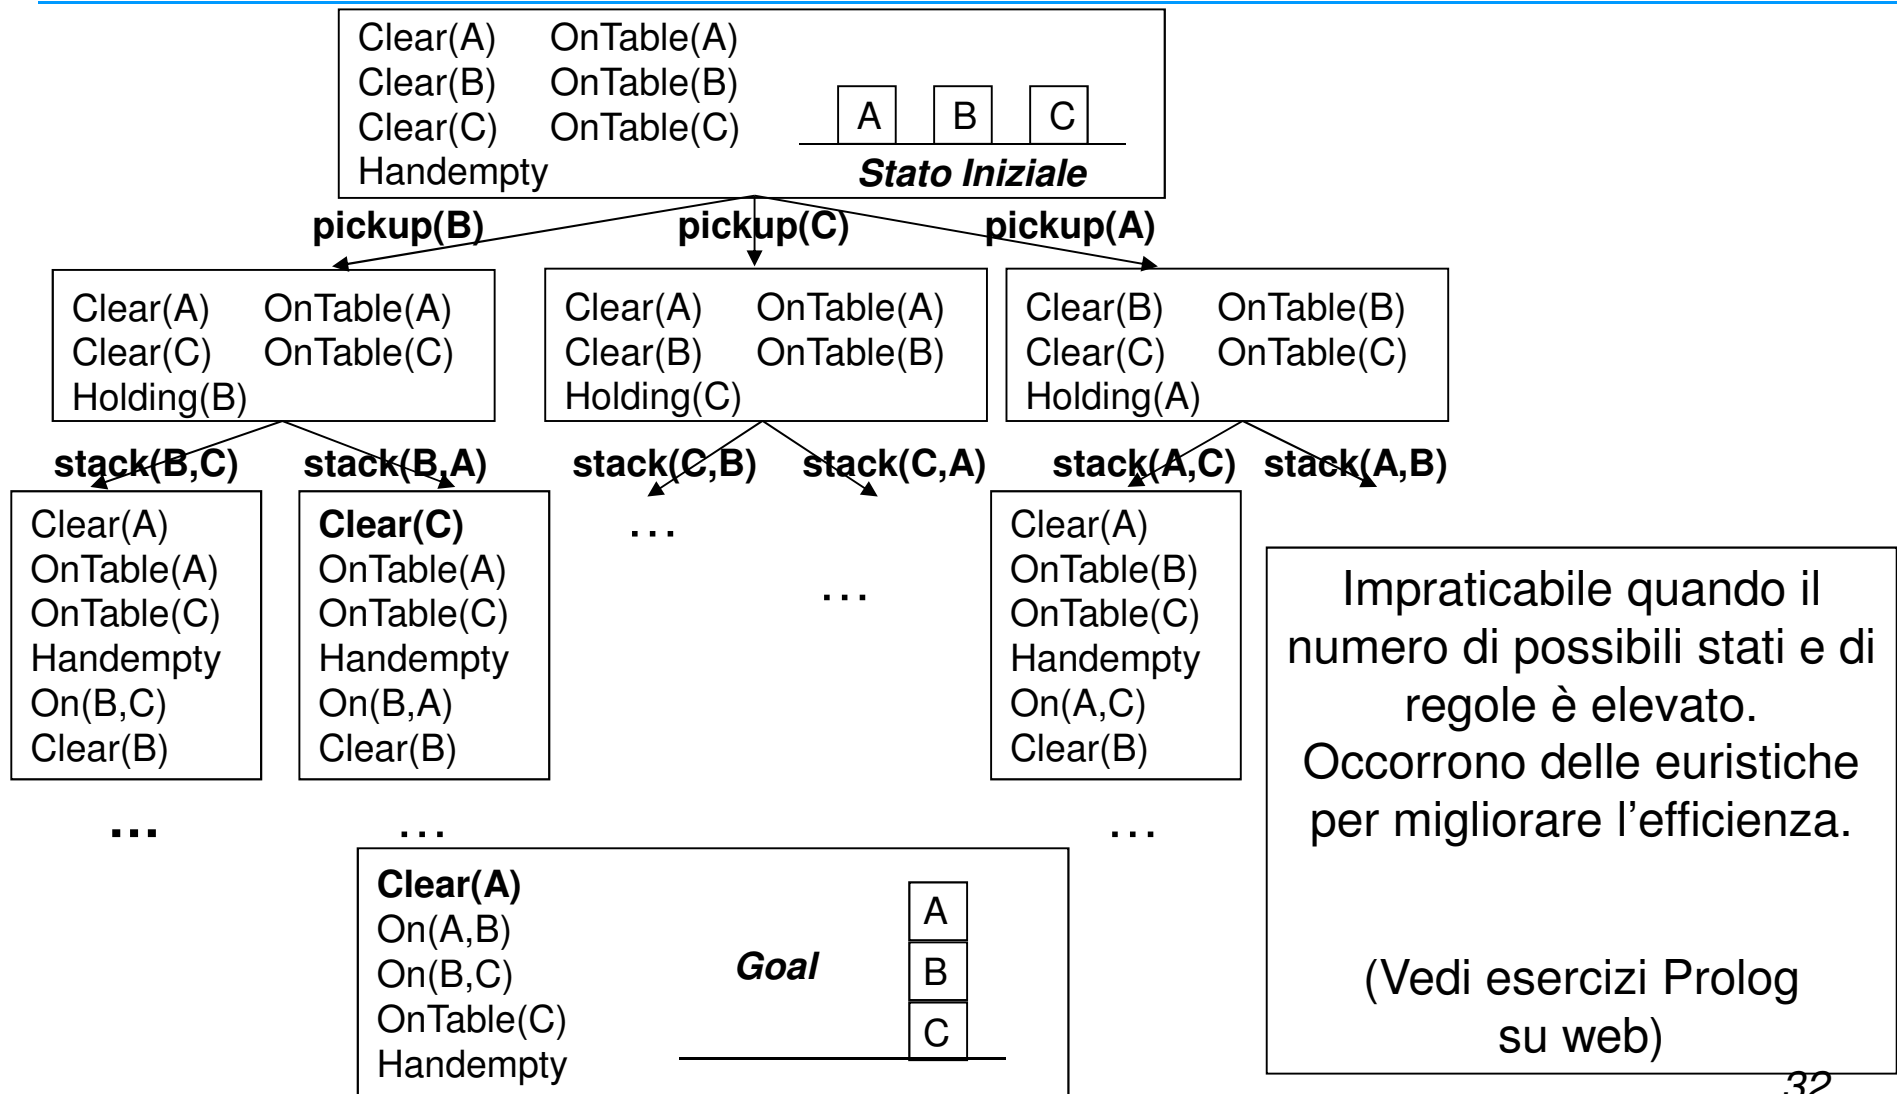 Clear(A) OnTable(A)
Clear(B) OnTable(B)
Clear(C) OnTable(C)
Handempty
A B C
Stato Iniziale
pickup(B) pickup(C) pickup(A)
Clear(A) OnTable(A)
Clear(C) OnTable(C)
Holding(B)
Clear(A) OnTable(A)
Clear(B) OnTable(B)
Holding(C)
Clear(B) OnTable(B)
Clear(C) OnTable(C)
Holding(A)
stack(B,C) stack(B,A) stack(C,B) stack(C,A) stack(A,C) stack(A,B)
Clear(A)
OnTable(A)
OnTable(C)
Handempty
On(B,C)
Clear(B)
...
Clear(C)
OnTable(A)
OnTable(C)
Handempty
On(B,A)
Clear(B)
...
...
...
Clear(A)
OnTable(B)
OnTable(C)
Handempty
On(A,C)
Clear(B)
...
Impraticabile quando il
numero di possibili stati e di
regole è elevato.
Occorrono delle euristiche
per migliorare l'efficienza.
(Vedi esercizi Prolog
su web)
Clear(A)
On(A,B)
On(B,C)
OnTable(C)
Handempty
Goal
A
B
C
32